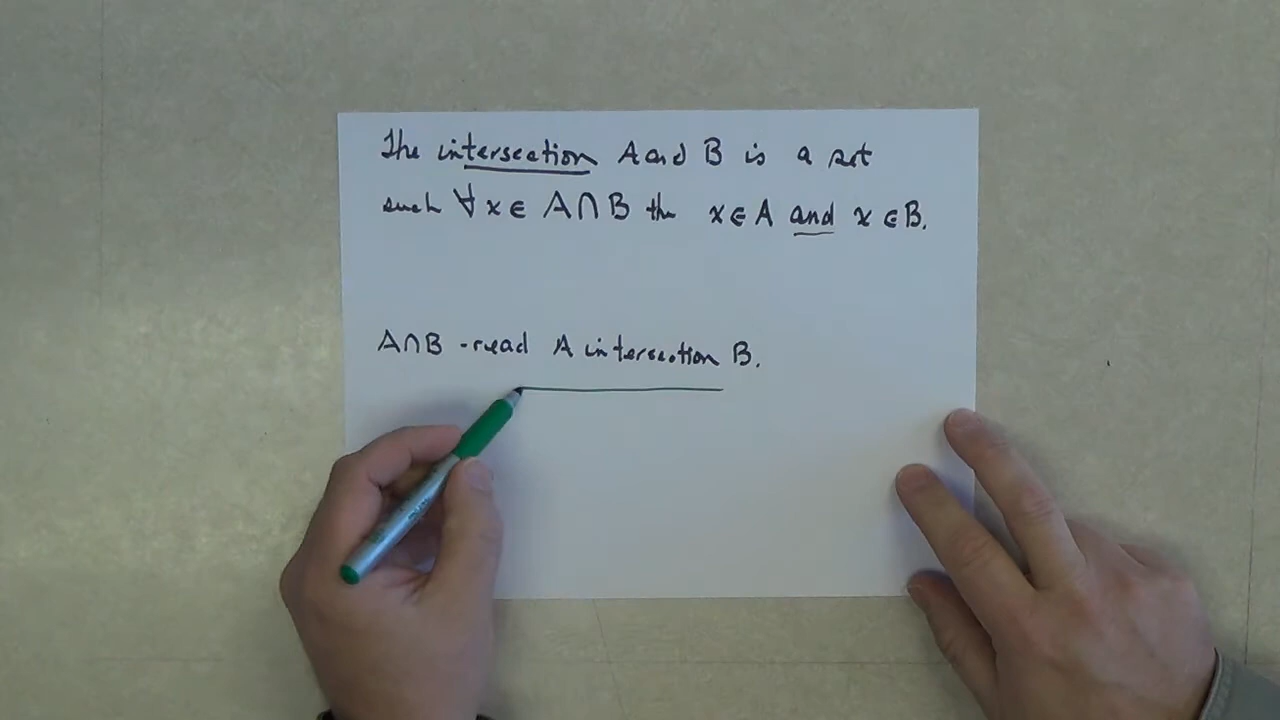 The intersection A and B is a set
such ∀ x ∈ A ∩ B the x ∈ A and x ∈ B.
A∩B - read A intersection B.